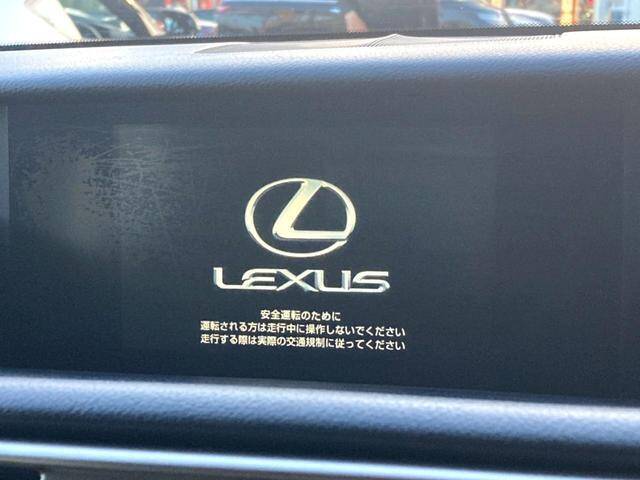 LEXUS
安全運転のために
運転される方は走行中に操作しないでください
走行する際は実際の交通規制に従ってください